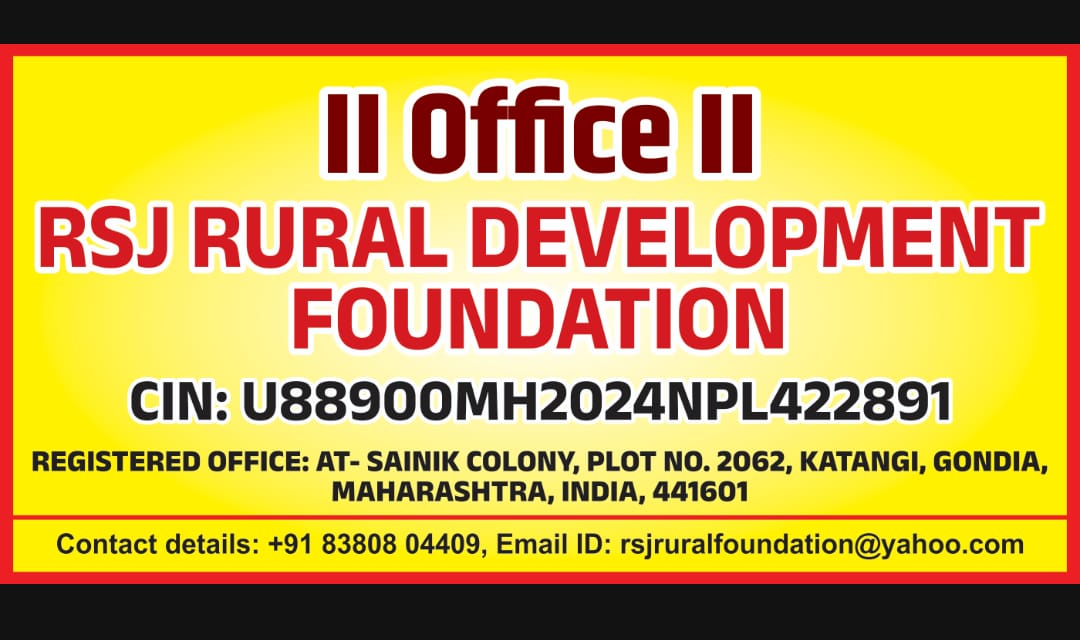 II Office II
RSJ RURAL DEVELOPMENT
FOUNDATION
CIN: U88900MH2024NPL422891
REGISTERED OFFICE: AT- SAINIK COLONY, PLOT NO. 2062, KATANGI, GONDIA,
MAHARASHTRA, INDIA, 441601
Contact details: +91 83808 04409, Email ID: rsjruralfoundation@yahoo.com